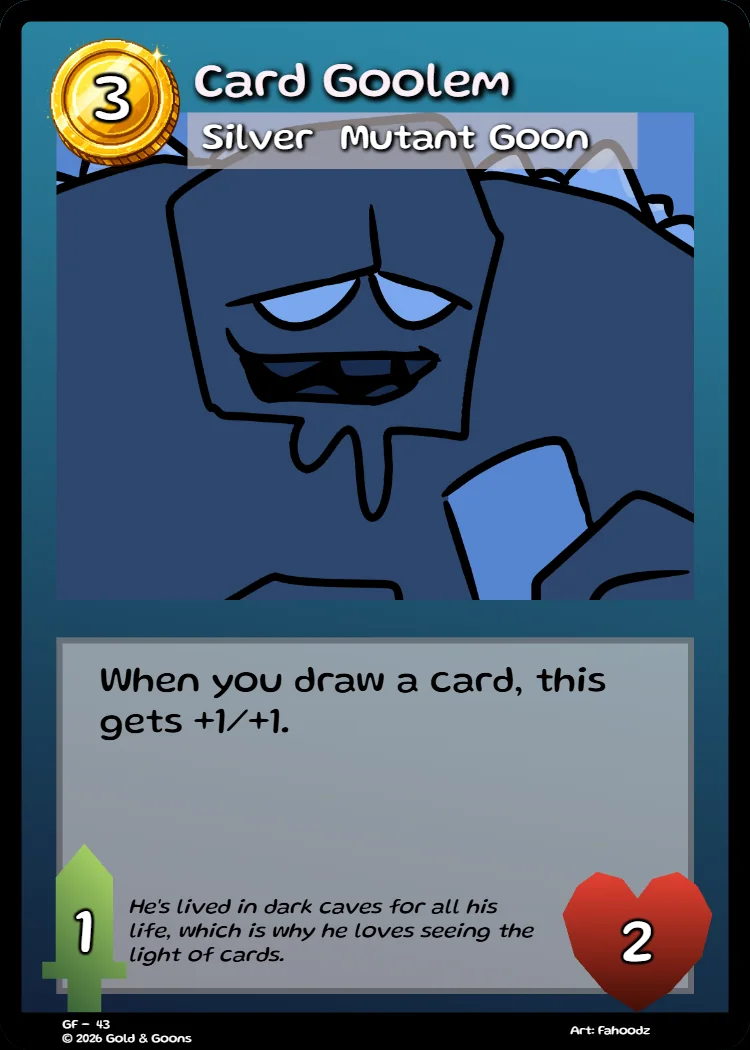 3
Card Goolem
Silver Mutant Goon
When you draw a card, this
gets +1/+1.
He's lived in dark caves for all his
life, which is why he loves seeing the
light of cards.
1
2
GF - 43
© 2026 Gold & Goons
Art: Fahoodz